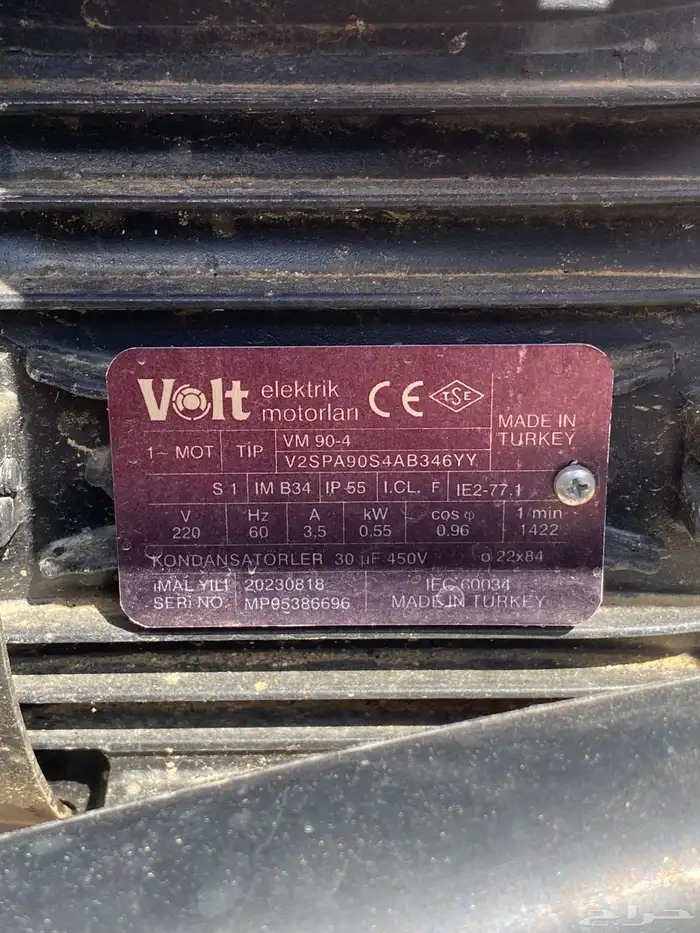 Volt elektrik motorları CE TSE
MADE IN TURKEY
1~ MOT TİP VM 90-4
V2SPA90S4AB346YY
S 1 IM B34 IP 55 I.CL. F IE2-77.1
V Hz A kW cos φ 1/min
220 60 3.5 0.55 0.96 1422
KONDANSATÖRLER 30 µF 450V o 22x84
İMAL YILI 20230818 IEC 60034
SERİ NO. MP05386696 MADE IN TURKEY
حراج